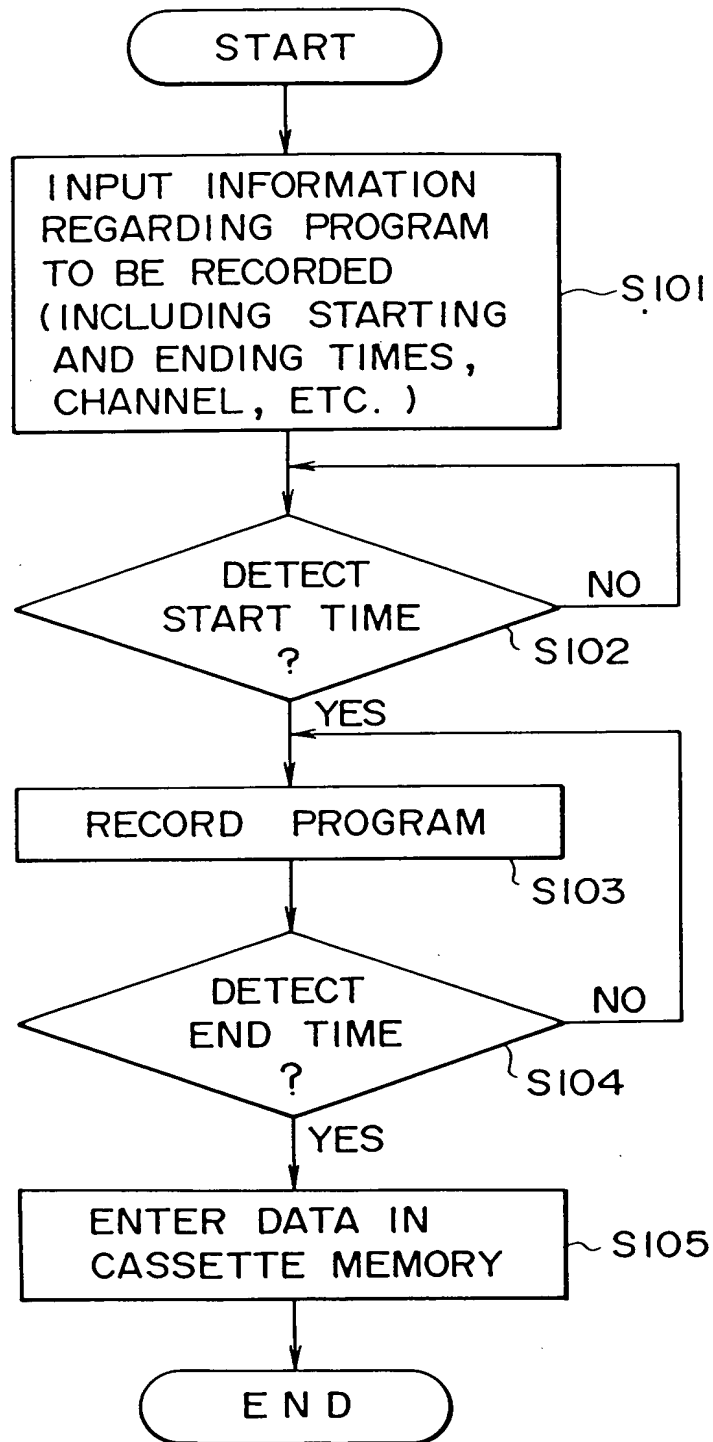 START
INPUT INFORMATION
REGARDING PROGRAM
TO BE RECORDED
(INCLUDING STARTING
AND ENDING TIMES,
CHANNEL, ETC.)
S101
DETECT
START TIME
?
NO
S102
YES
RECORD PROGRAM
S103
DETECT
END TIME
?
NO
S104
YES
ENTER DATA IN
CASSETTE MEMORY
S105
END